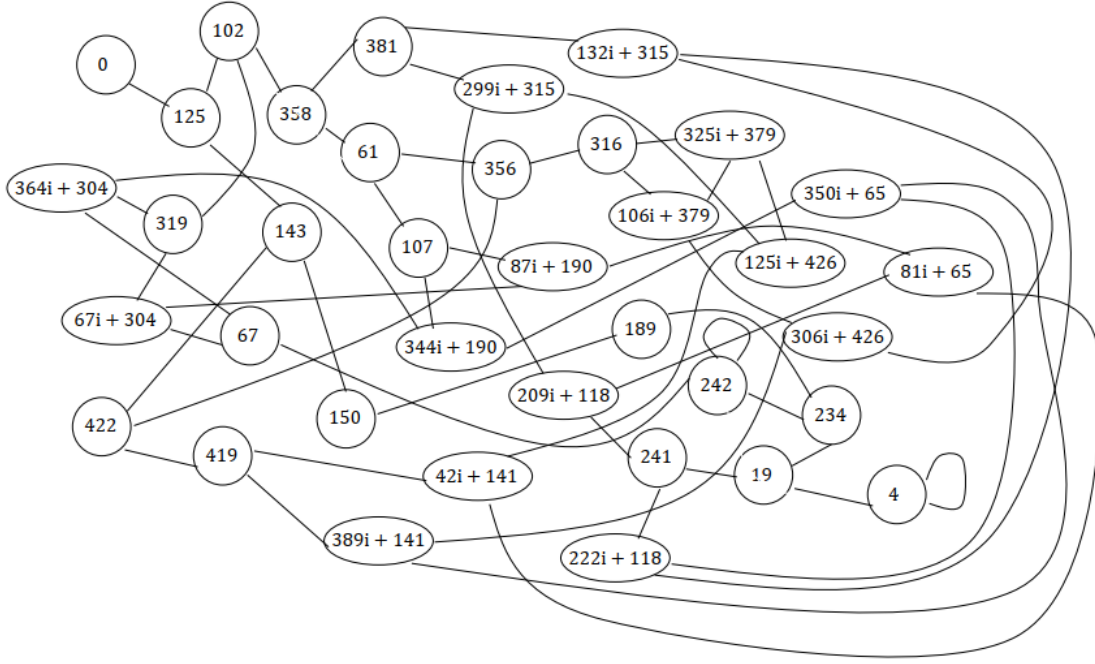 102
381
132i + 315
0
299i + 315
125
358
61
316
325i + 379
356
364i + 304
350i + 65
319
143
106i + 379
107
87i + 190
125i + 426
81i + 65
67i + 304
67
344i + 190
189
306i + 426
209i + 118
242
422
150
234
419
42i + 141
241
19
4
389i + 141
222i + 118